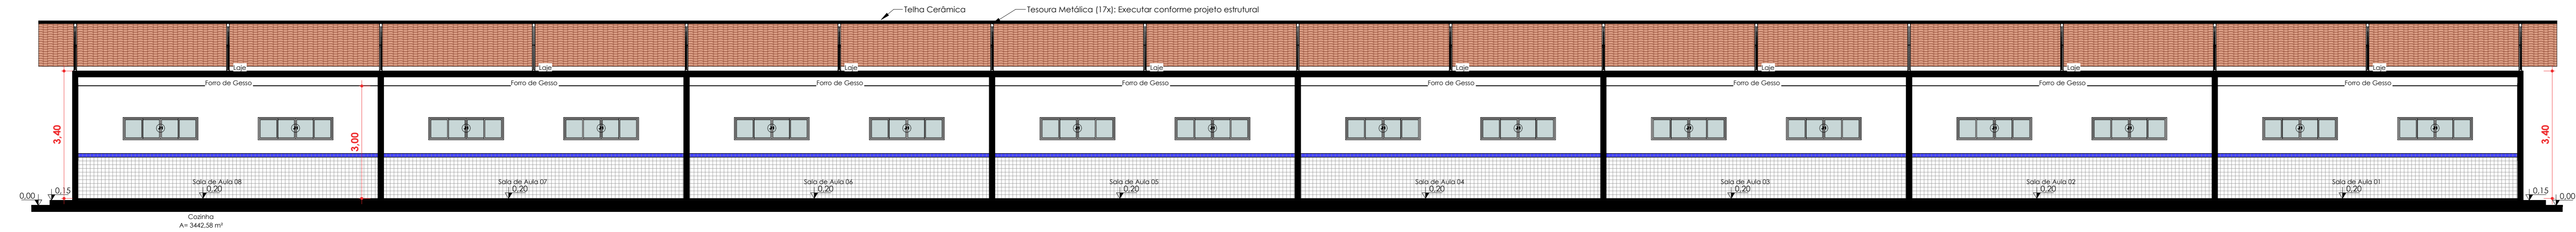 Telha Cerâmica
Tesoura Metálica (17x): Executar conforme projeto estrutural
Laje
Laje
Laje
Laje
Laje
Laje
Laje
Laje
Forro de Gesso
Forro de Gesso
Forro de Gesso
Forro de Gesso
Forro de Gesso
Forro de Gesso
Forro de Gesso
Forro de Gesso
3,40
3,00
3,40
Sala de Aula 08
0,20
Sala de Aula 07
0,20
Sala de Aula 06
0,20
Sala de Aula 05
0,20
Sala de Aula 04
0,20
Sala de Aula 03
0,20
Sala de Aula 02
0,20
Sala de Aula 01
0,20
0,00
0,15
0,15
0,00
Cozinha
A= 3442,58 m²